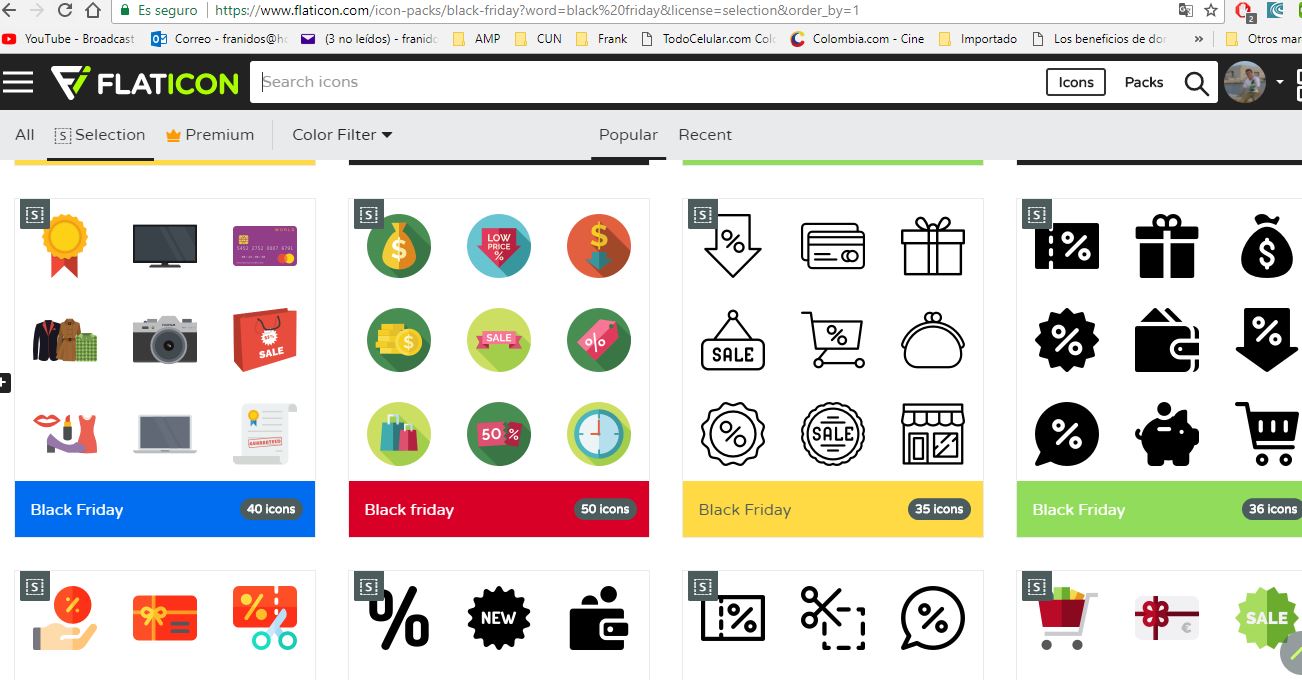 Es seguro https://www.flaticon.com/icon-packs/black-friday?word=black%20friday&license=selection&order_by=1 2
YouTube - Broadcast Correo - franidos@h (3 no leídos) - franido AMP CUN Frank TodoCelular.com Col Colombia.com - Cine Importado Los beneficios de do » Otros mar
FLATICON Search icons Icons Packs
All S Selection Premium Color Filter Popular Recent
S S S S
WORLD
LOW PRICE %
$ $ % $
SALE SALE % SALE % % %
$ %
50 % % SALE %
GUARANTEED
Black Friday 40 icons Black friday 50 icons Black Friday 35 icons Black Friday 36 icons
S S S S
% % % NEW % % SALE
€